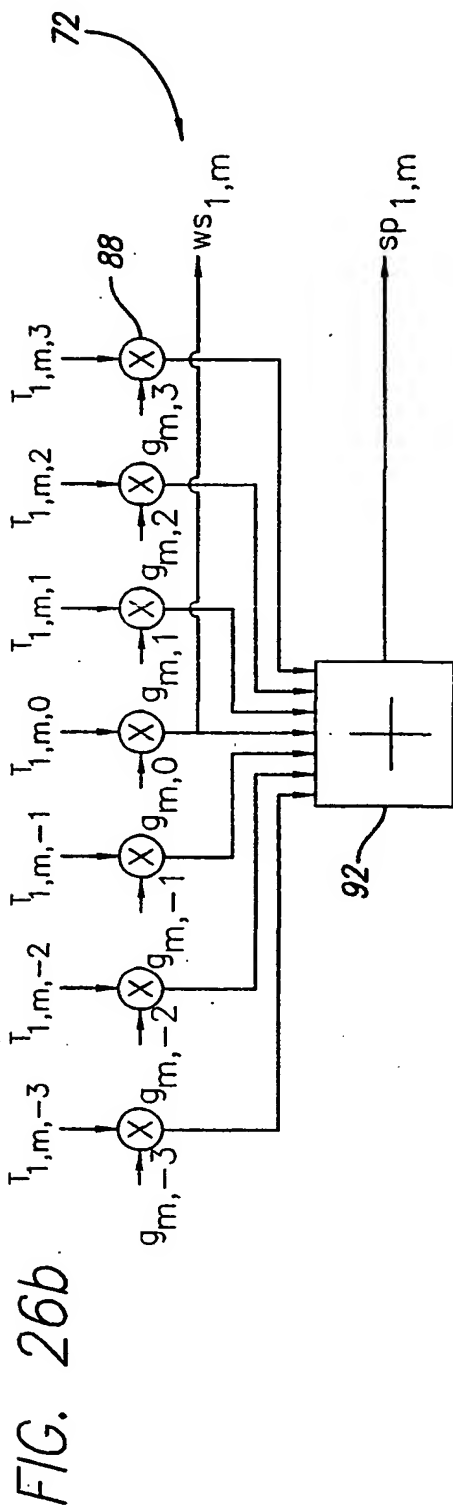 FIG. 26b
72
T1,m,-3 T1,m,-2 T1,m,-1 T1,m,0 T1,m,1 T1,m,2 T1,m,3
88
X X X X X X X
gm,-3 gm,-2 gm,-1 gm,0 gm,1 gm,2 gm,3
ws1,m
+
92
sp1,m